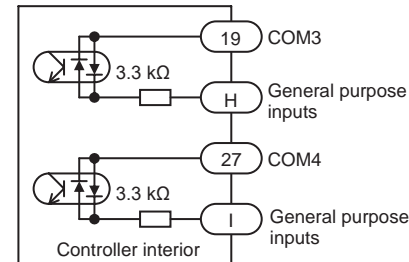 19 COM3
3.3 kΩ
H General purpose
inputs
27 COM4
3.3 kΩ
I General purpose
inputs
Controller interior